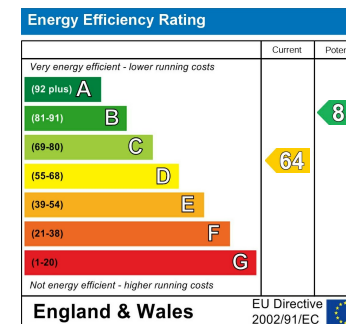 Energy Efficiency Rating
Current
Very energy efficient - lower running costs
(92 plus) A
(81-91) B
(69-80) C
64
(55-68) D
(39-54) E
(21-38) F
(1-20) G
Not energy efficient - higher running costs
England & Wales
EU Directive
2002/91/EC